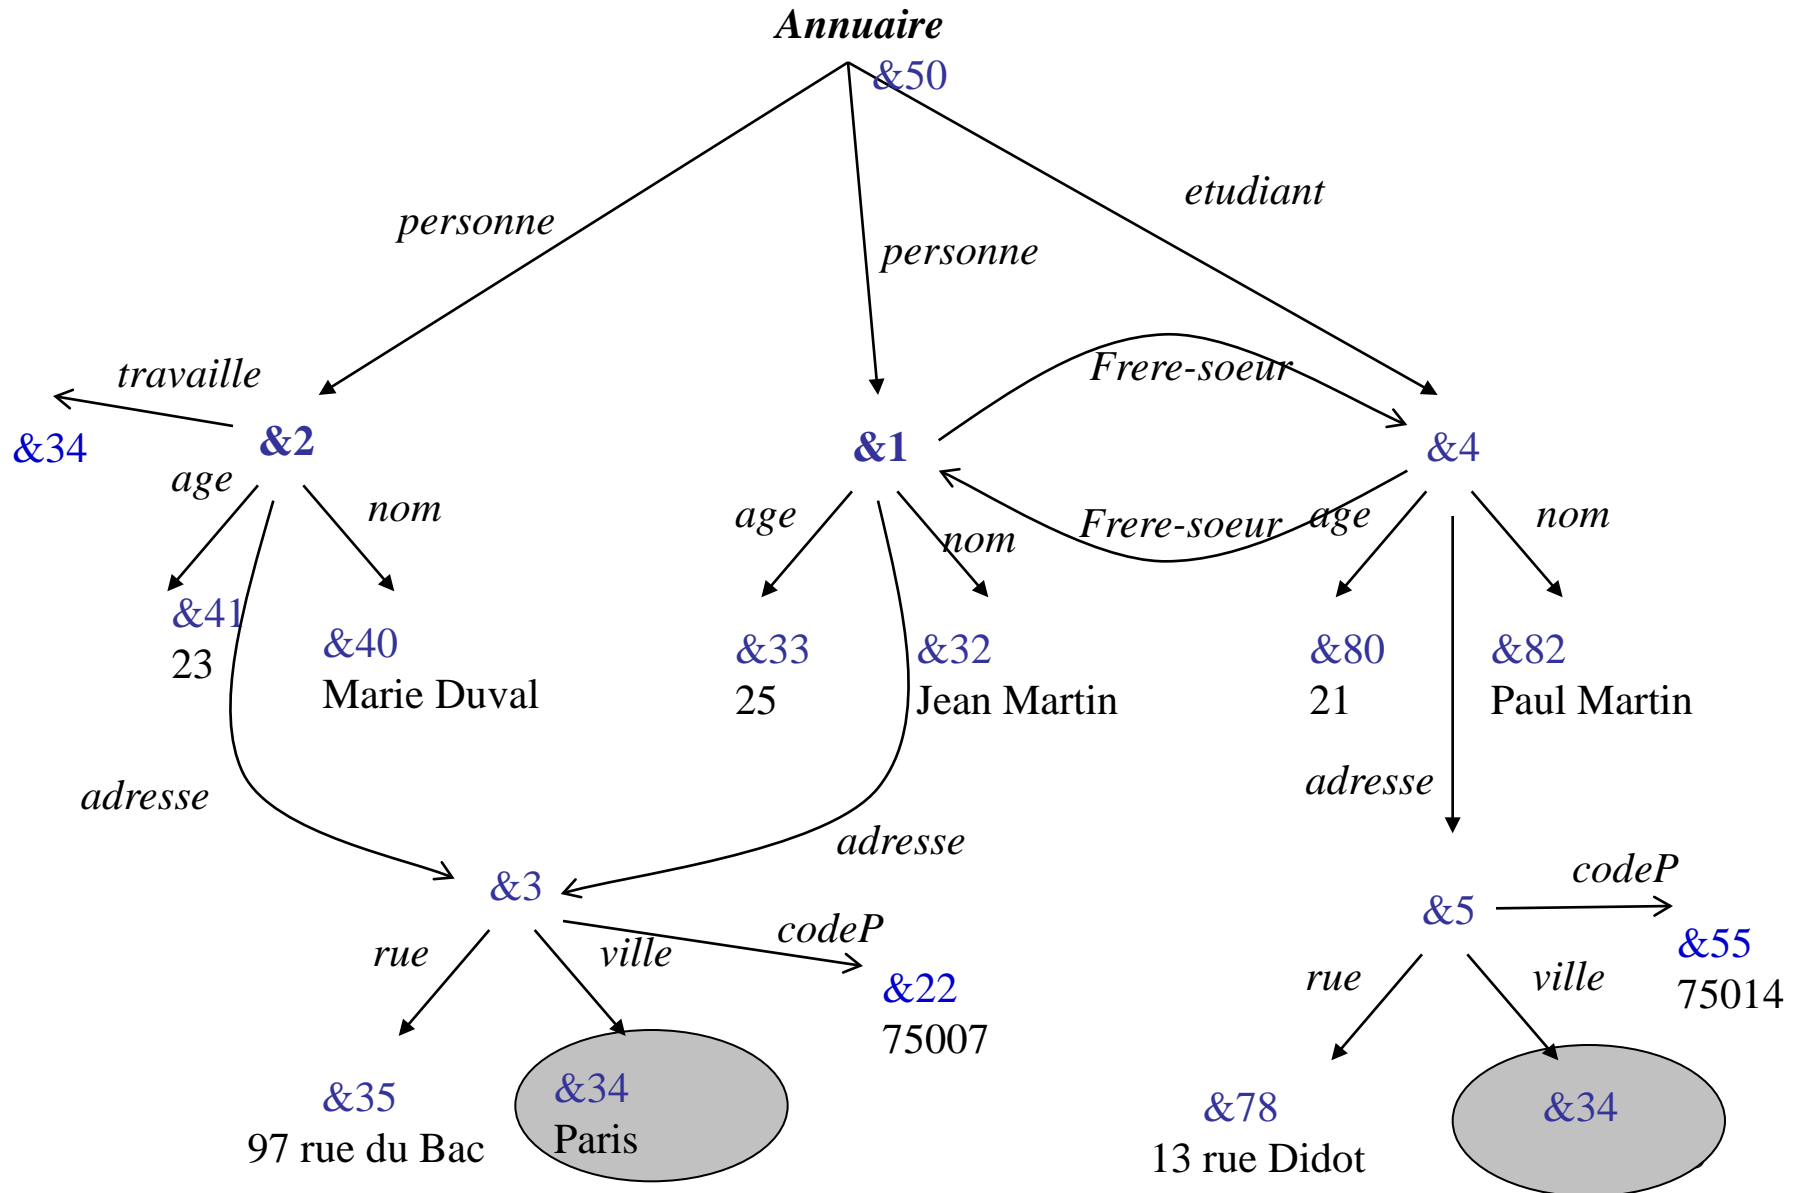 Annuaire
&50
etudiant
personne
personne
travaille
Frere-soeur
&34
&2
&1
&4
age
nom
age
nom
Frere-soeur
age
nom
&41
23
&40
Marie Duval
&33
25
&32
Jean Martin
&80
21
&82
Paul Martin
adresse
adresse
adresse
&3
codeP
&5
rue
ville
codeP
&22
75007
rue
ville
&55
75014
&35
97 rue du Bac
&34
Paris
&78
13 rue Didot
&34